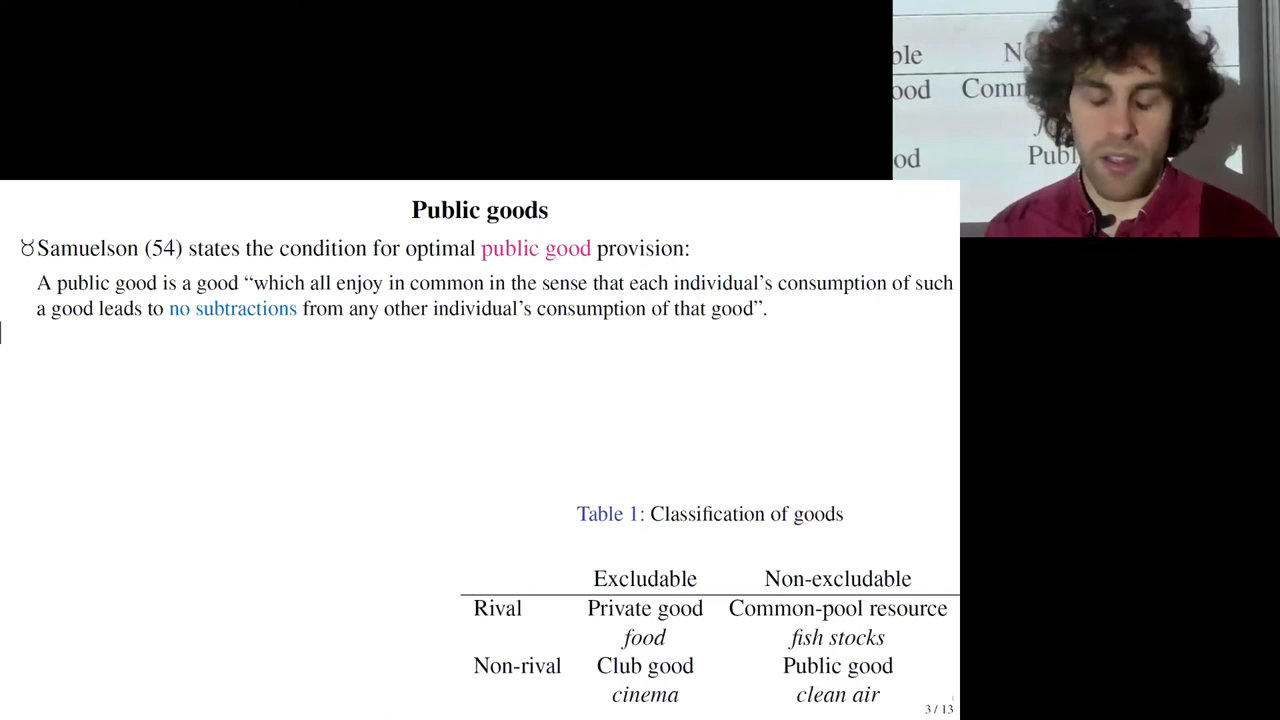 Public goods
♉Samuelson (54) states the condition for optimal public good provision:
A public good is a good “which all enjoy in common in the sense that each individual’s consumption of such
a good leads to no subtractions from any other individual’s consumption of that good”.
Table 1: Classification of goods
Excludable Non-excludable
Rival Private good Common-pool resource
food fish stocks
Non-rival Club good Public good
cinema clean air
3 / 13